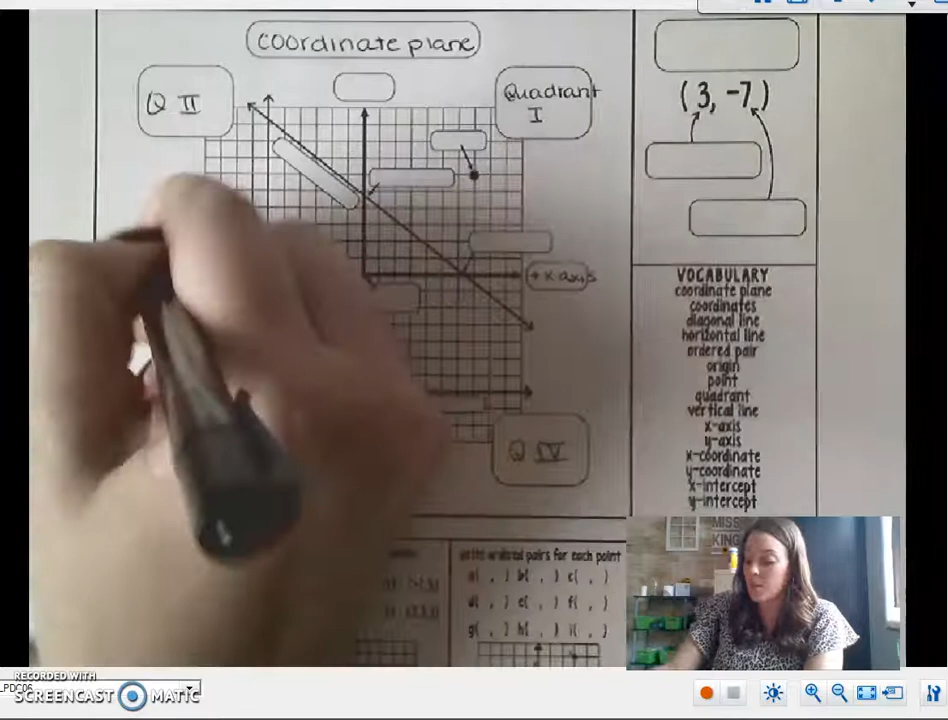 coordinate plane
Q II
Quadrant
I
+ x axis
Q IV
(3, -7)
VOCABULARY
coordinate plane
coordinates
diagonal line
horizontal line
ordered pair
origin
point
quadrant
vertical line
x-axis
y-axis
x-coordinate
y-coordinate
x-intercept
y-intercept
write ordered pairs for each point
a( , ) b( , ) c( , )
d( , ) e( , ) f( , )
g( , ) h( , ) i( , )
MISS
KING
RECORDED WITH
SCREENCAST MATIC